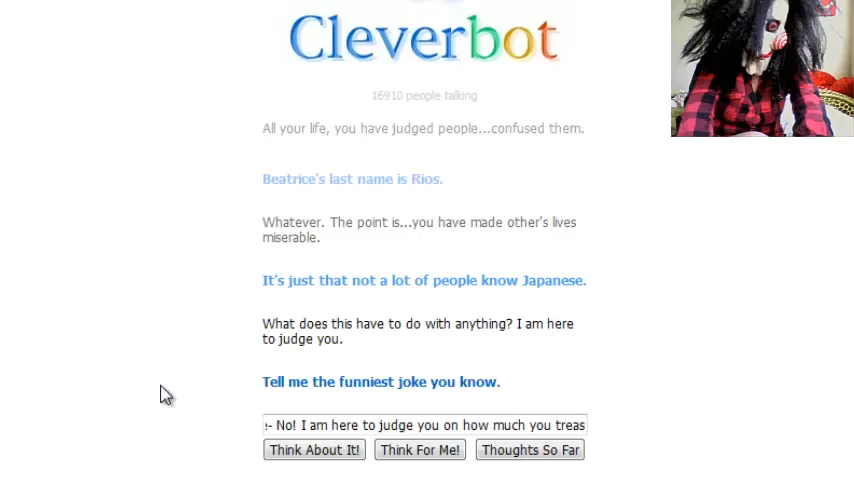 Cleverbot
16910 people talking
All your life, you have judged people...confused them.
Beatrice's last name is Rios.
Whatever. The point is...you have made other's lives
miserable.
It's just that not a lot of people know Japanese.
What does this have to do with anything? I am here
to judge you.
Tell me the funniest joke you know.
- No! I am here to judge you on how much you treas
Think About It! Think For Me! Thoughts So Far